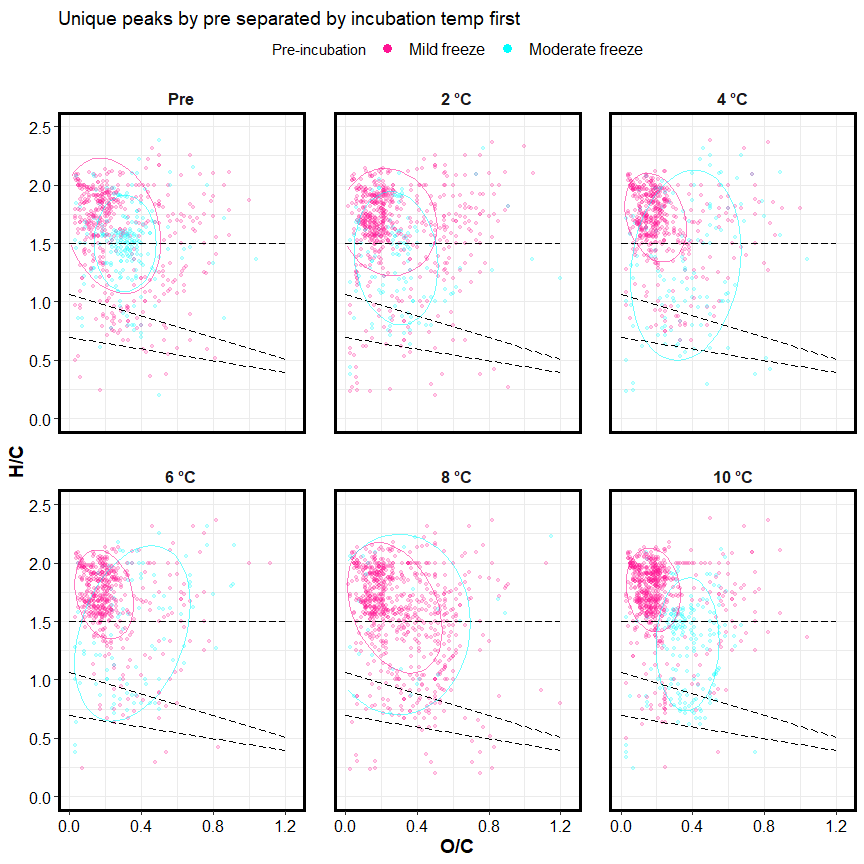 Unique peaks by pre separated by incubation temp first
Pre-incubation Mild freeze Moderate freeze
Pre 2 °C 4 °C
2.5
2.0
1.5
1.0
0.5
0.0
H/C
6 °C 8 °C 10 °C
2.5
2.0
1.5
1.0
0.5
0.0
0.0 0.4 0.8 1.2 0.0 0.4 0.8 1.2 0.0 0.4 0.8 1.2
O/C